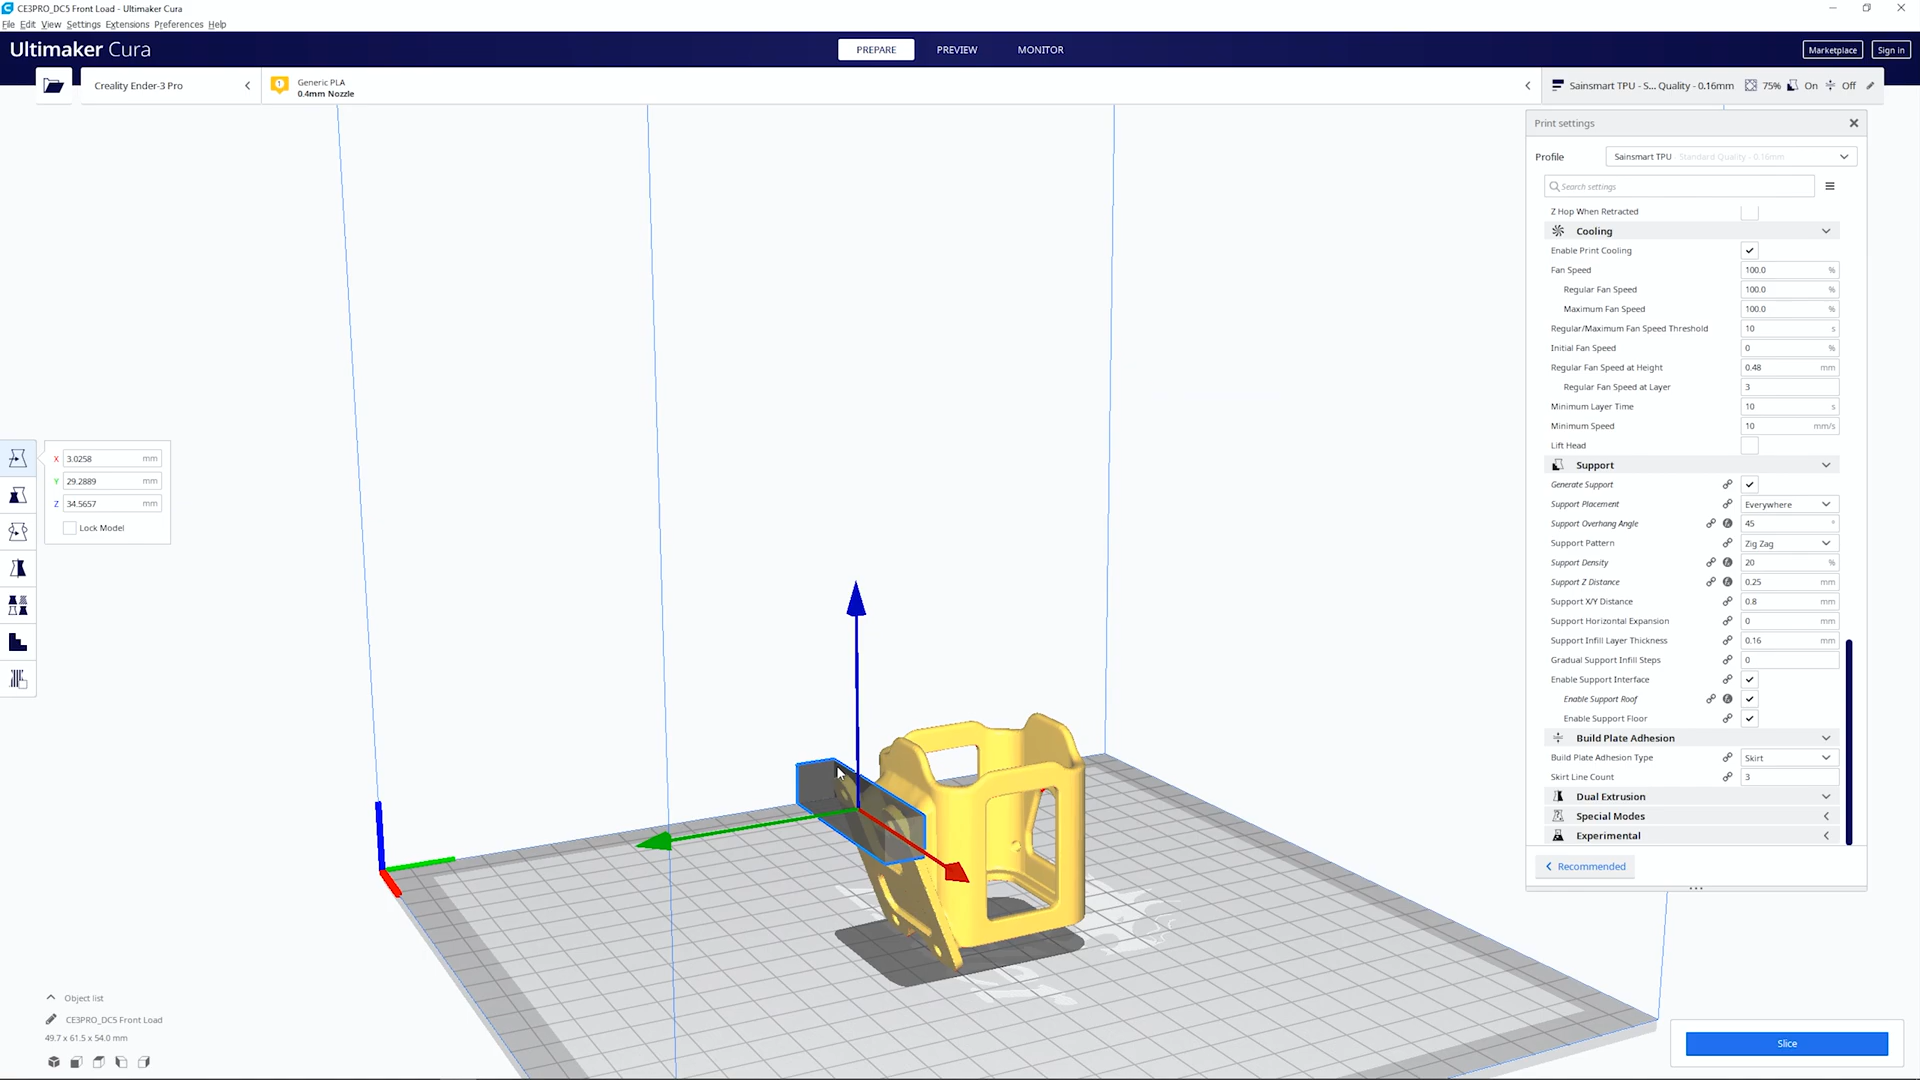 CE3PRO_DC5 Front Load - Ultimaker Cura
File Edit View Settings Extensions Preferences Help
Ultimaker Cura
PREPARE PREVIEW MONITOR
Marketplace Sign in
Creality Ender-3 Pro
1
Generic PLA
0.4mm Nozzle
Sainsmart TPU - S... Quality - 0.16mm 75% On Off
Print settings
Profile Sainsmart TPU Standard Quality - 0.16mm
Search settings
Z Hop When Retracted
Cooling
Enable Print Cooling
Fan Speed 100.0 %
Regular Fan Speed 100.0 %
Maximum Fan Speed 100.0 %
Regular/Maximum Fan Speed Threshold 10 s
Initial Fan Speed 0 %
Regular Fan Speed at Height 0.48 mm
Regular Fan Speed at Layer 3
Minimum Layer Time 10 s
Minimum Speed 10 mm/s
Lift Head
Support
Generate Support
Support Placement Everywhere
Support Overhang Angle 45 °
Support Pattern Zig Zag
Support Density 20 %
Support Z Distance 0.25 mm
Support X/Y Distance 0.8 mm
Support Horizontal Expansion 0 mm
Support Infill Layer Thickness 0.16 mm
Gradual Support Infill Steps 0
Enable Support Interface
Enable Support Roof
Enable Support Floor
Build Plate Adhesion
Build Plate Adhesion Type Skirt
Skirt Line Count 3
Dual Extrusion
Special Modes
Experimental
Recommended
X 3.0258 mm
Y 29.2889 mm
Z 34.5657 mm
Lock Model
Object list
CE3PRO_DC5 Front Load
49.7 x 61.5 x 54.0 mm
Slice